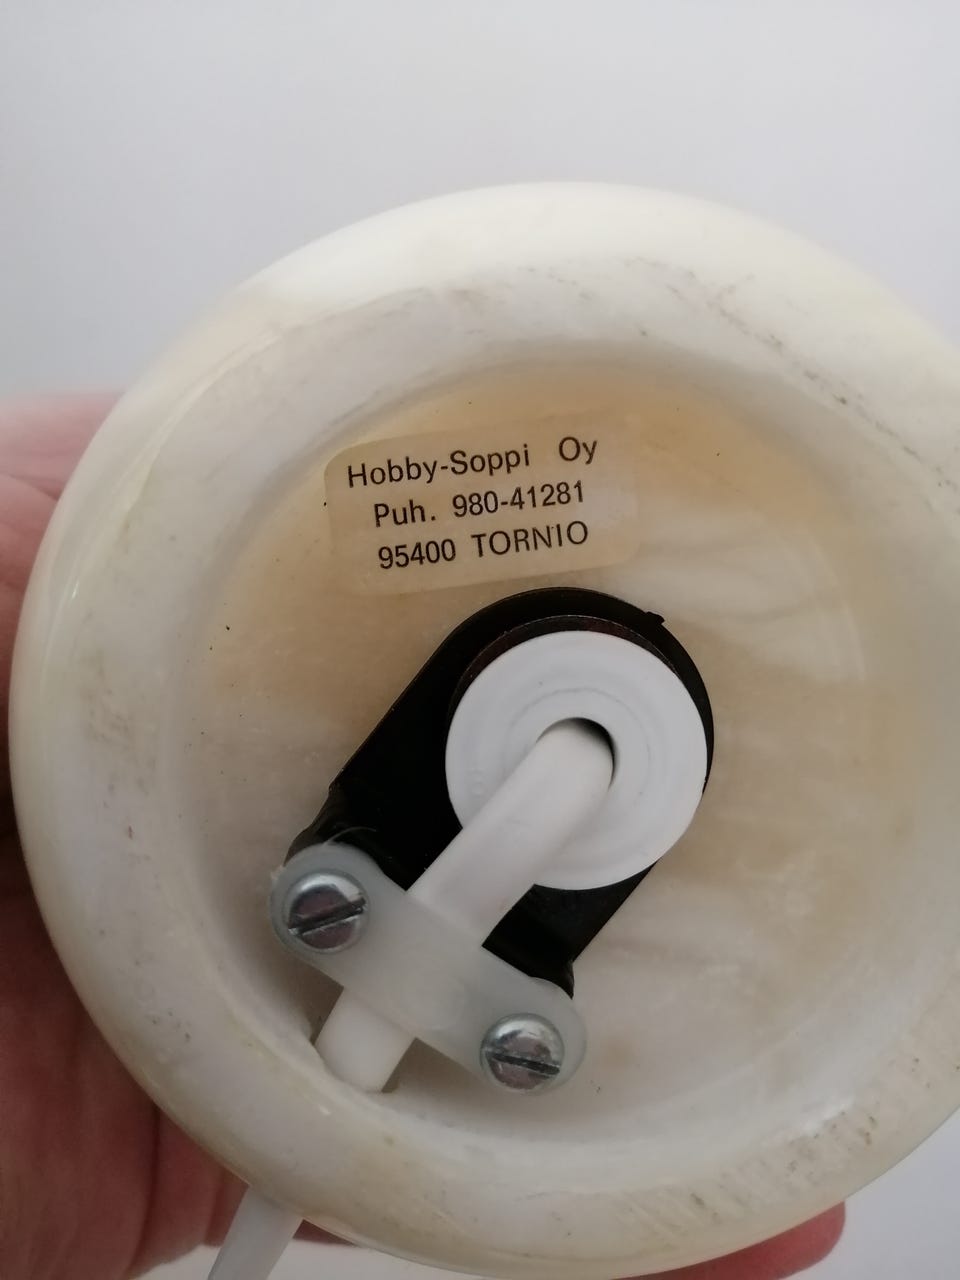 Hobby-Soppi Oy
Puh. 980-41281
95400 TORNIO